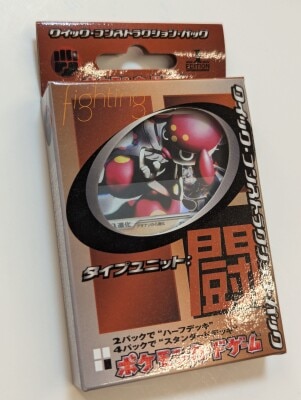 クイック・コンストラクション・パック
fighting
クイック・コンストラクション・パック
タイプユニット:
闘
2パックで“ハーフデッキ”
4パックで“スタンダードデッキ”
ポケモンカードゲーム